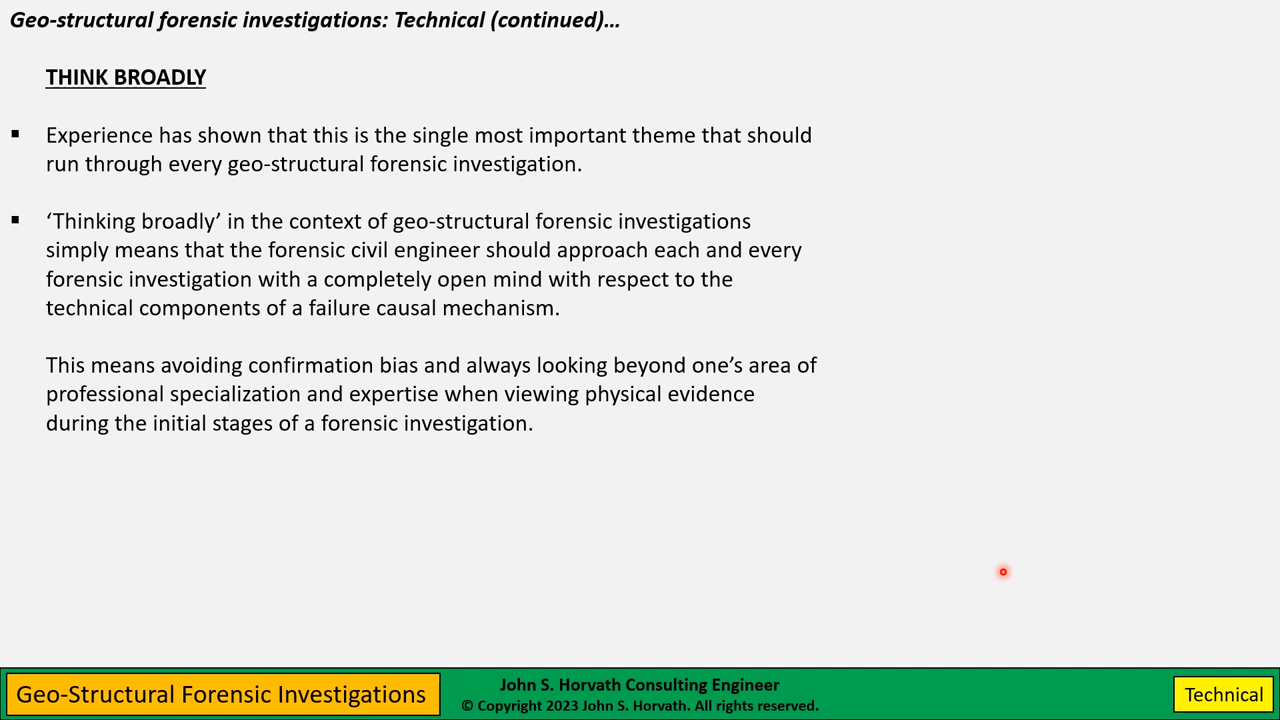 Geo-structural forensic investigations: Technical (continued)…
THINK BROADLY
▪ Experience has shown that this is the single most important theme that should
run through every geo-structural forensic investigation.
▪ ‘Thinking broadly’ in the context of geo-structural forensic investigations
simply means that the forensic civil engineer should approach each and every
forensic investigation with a completely open mind with respect to the
technical components of a failure causal mechanism.
This means avoiding confirmation bias and always looking beyond one’s area of
professional specialization and expertise when viewing physical evidence
during the initial stages of a forensic investigation.
Geo-Structural Forensic Investigations
John S. Horvath Consulting Engineer
© Copyright 2023 John S. Horvath. All rights reserved.
Technical